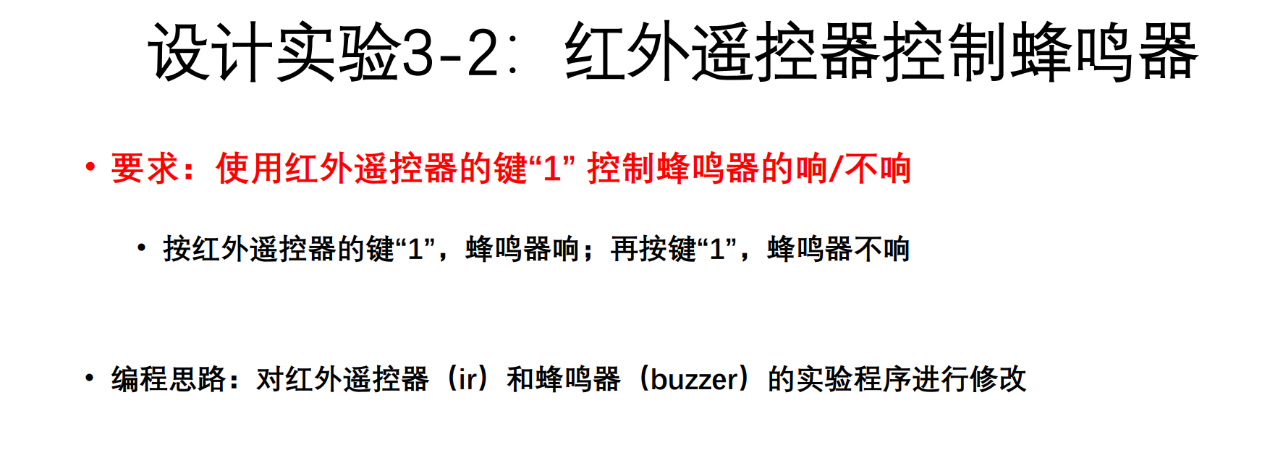 设计实验3-2：红外遥控器控制蜂鸣器
• 要求：使用红外遥控器的键“1” 控制蜂鸣器的响/不响
• 按红外遥控器的键“1”，蜂鸣器响；再按键“1”，蜂鸣器不响
• 编程思路：对红外遥控器（ir）和蜂鸣器（buzzer）的实验程序进行修改